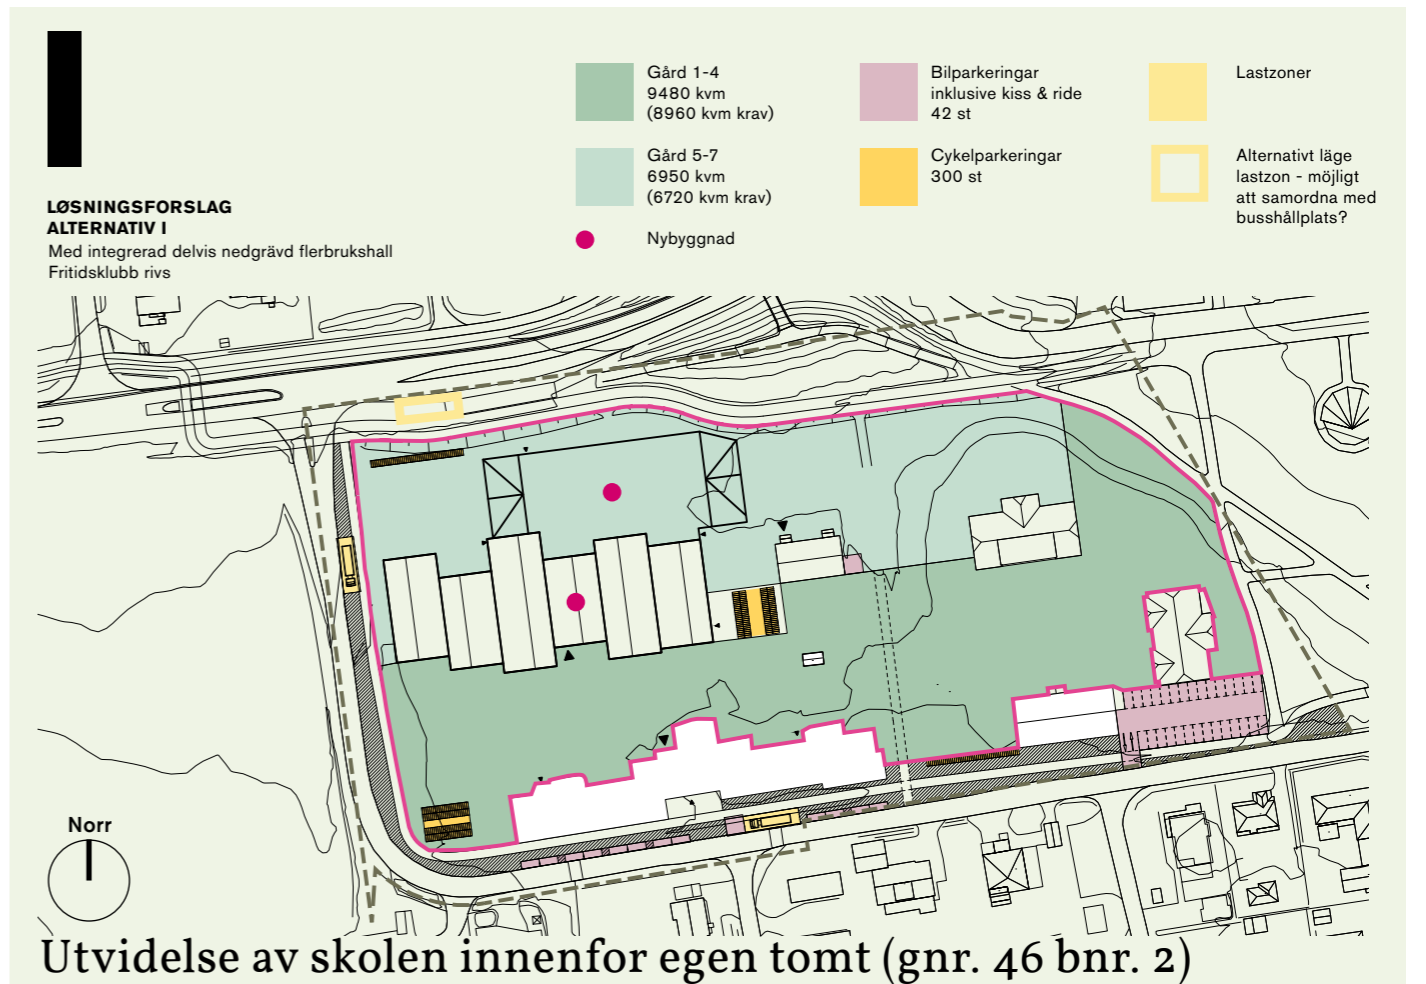 LØSNINGSFORSLAG
ALTERNATIV I
Med integrerad delvis nedgrävd flerbrukshall
Fritidsklubb rivs
Gård 1-4
9480 kvm
(8960 kvm krav)
Gård 5-7
6950 kvm
(6720 kvm krav)
Nybyggnad
Bilparkeringar
inklusive kiss & ride
42 st
Cykelparkeringar
300 st
Lastzoner
Alternativt läge
lastzon - möjligt
att samordna med
busshållplats?
Norr
Utvidelse av skolen innenfor egen tomt (gnr. 46 bnr. 2)